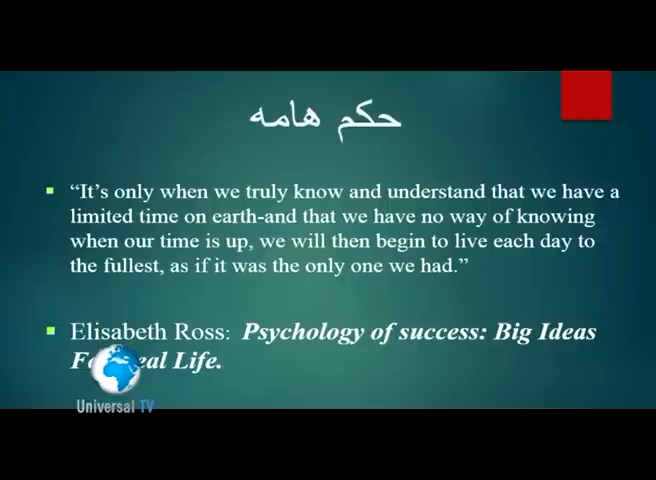 حكم هامه
“It’s only when we truly know and understand that we have a
limited time on earth-and that we have no way of knowing
when our time is up, we will then begin to live each day to
the fullest, as if it was the only one we had.”
Elisabeth Ross: Psychology of success: Big Ideas
Life.
Universal TV